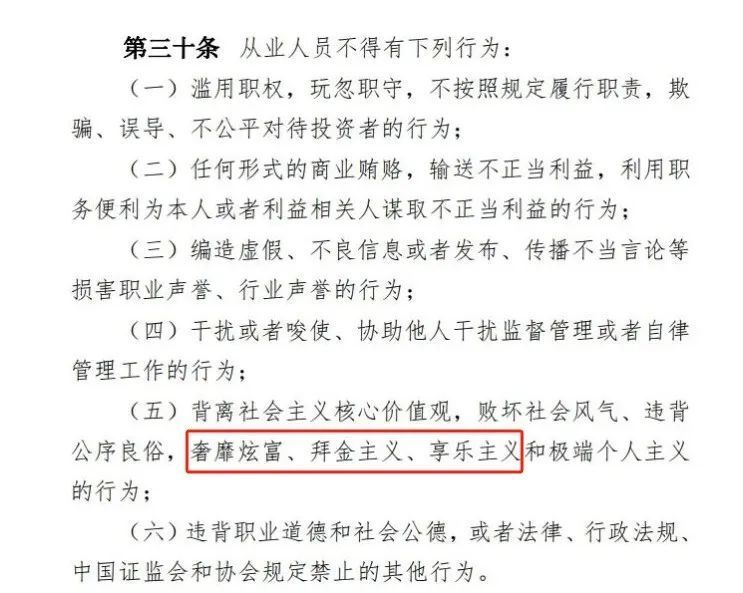 第三十条 从业人员不得有下列行为：
（一）滥用职权，玩忽职守，不按照规定履行职责，欺
骗、误导、不公平对待投资者的行为；
（二）任何形式的商业贿赂，输送不正当利益，利用职
务便利为本人或者利益相关人谋取不正当利益的行为；
（三）编造虚假、不良信息或者发布、传播不当言论等
损害职业声誉、行业声誉的行为；
（四）干扰或者唆使、协助他人干扰监督管理或者自律
管理工作的行为；
（五）背离社会主义核心价值观，败坏社会风气、违背
公序良俗，奢靡炫富、拜金主义、享乐主义和极端个人主义
的行为；
（六）违背职业道德和社会公德，或者法律、行政法规、
中国证监会和协会规定禁止的其他行为。